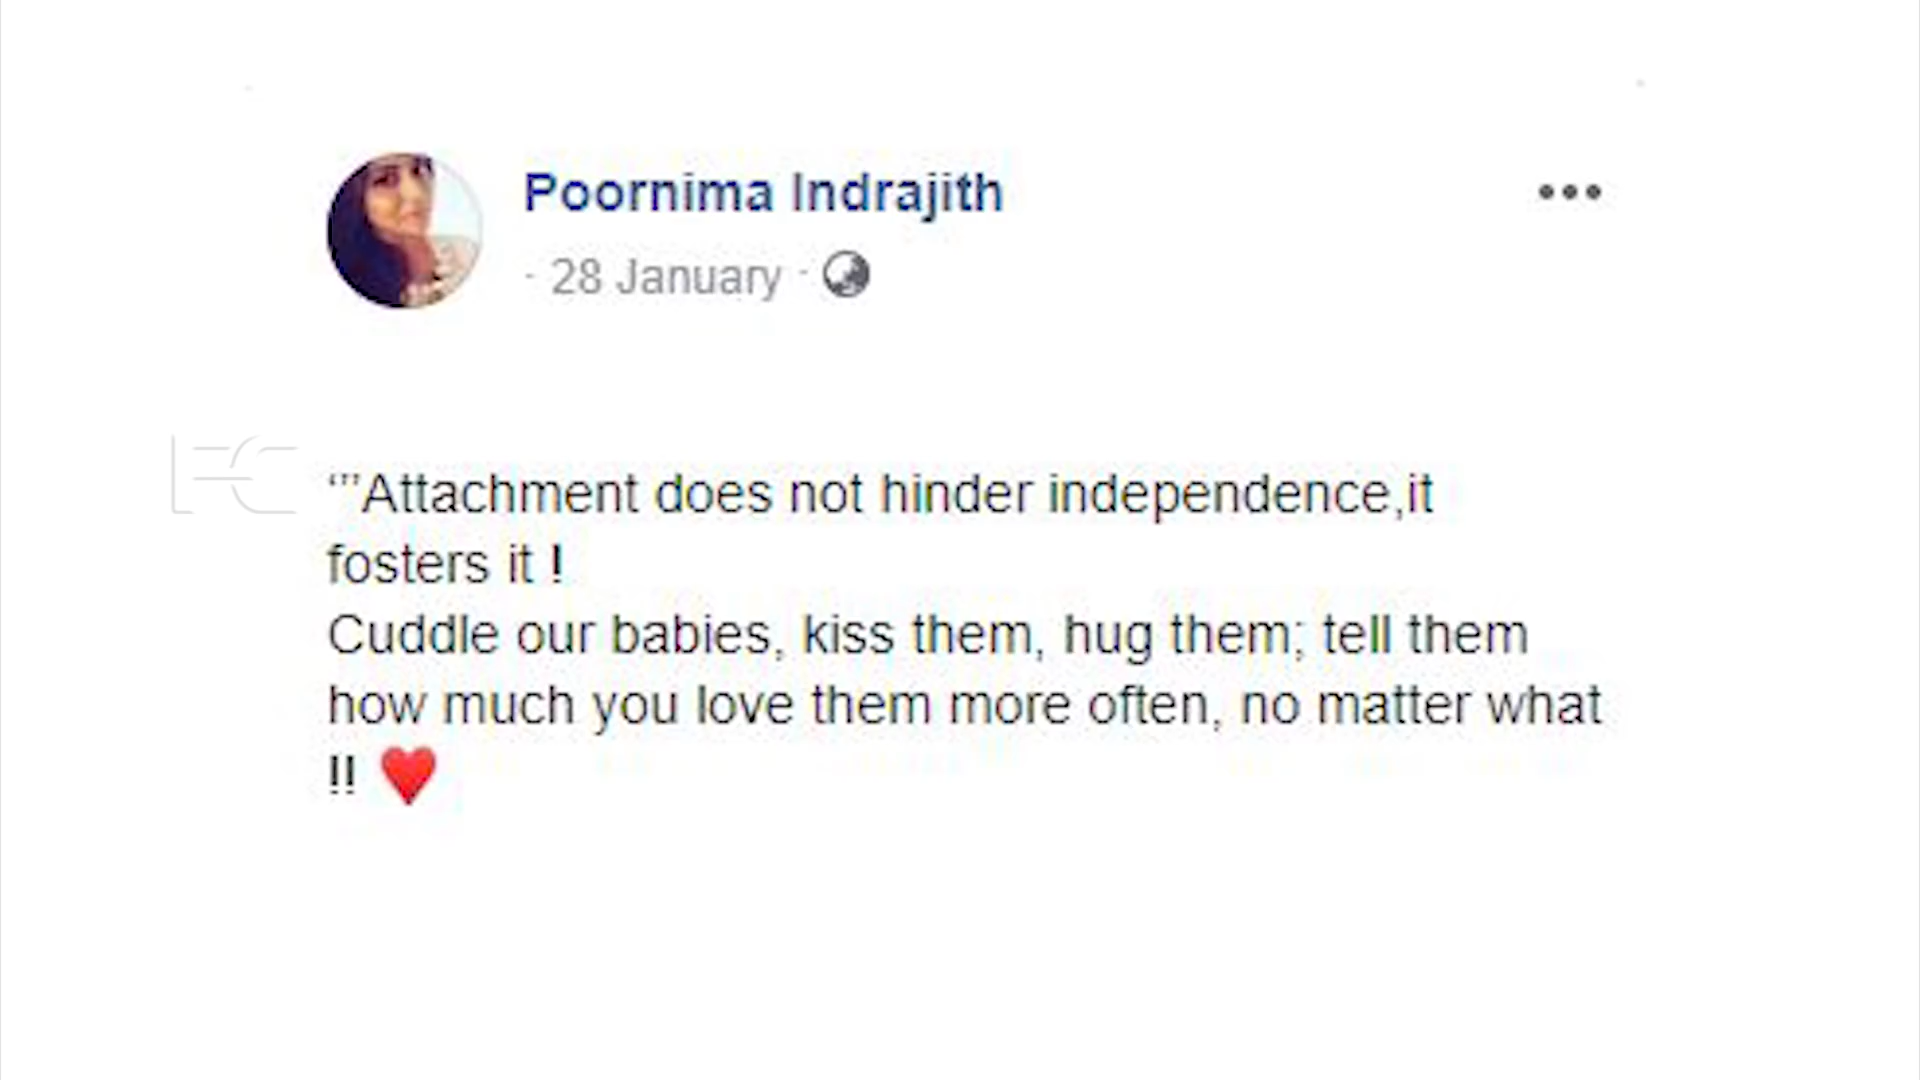 Poornima Indrajith
· 28 January ·
FC
‘”Attachment does not hinder independence,it
fosters it !
Cuddle our babies, kiss them, hug them; tell them
how much you love them more often, no matter what
!! ♥